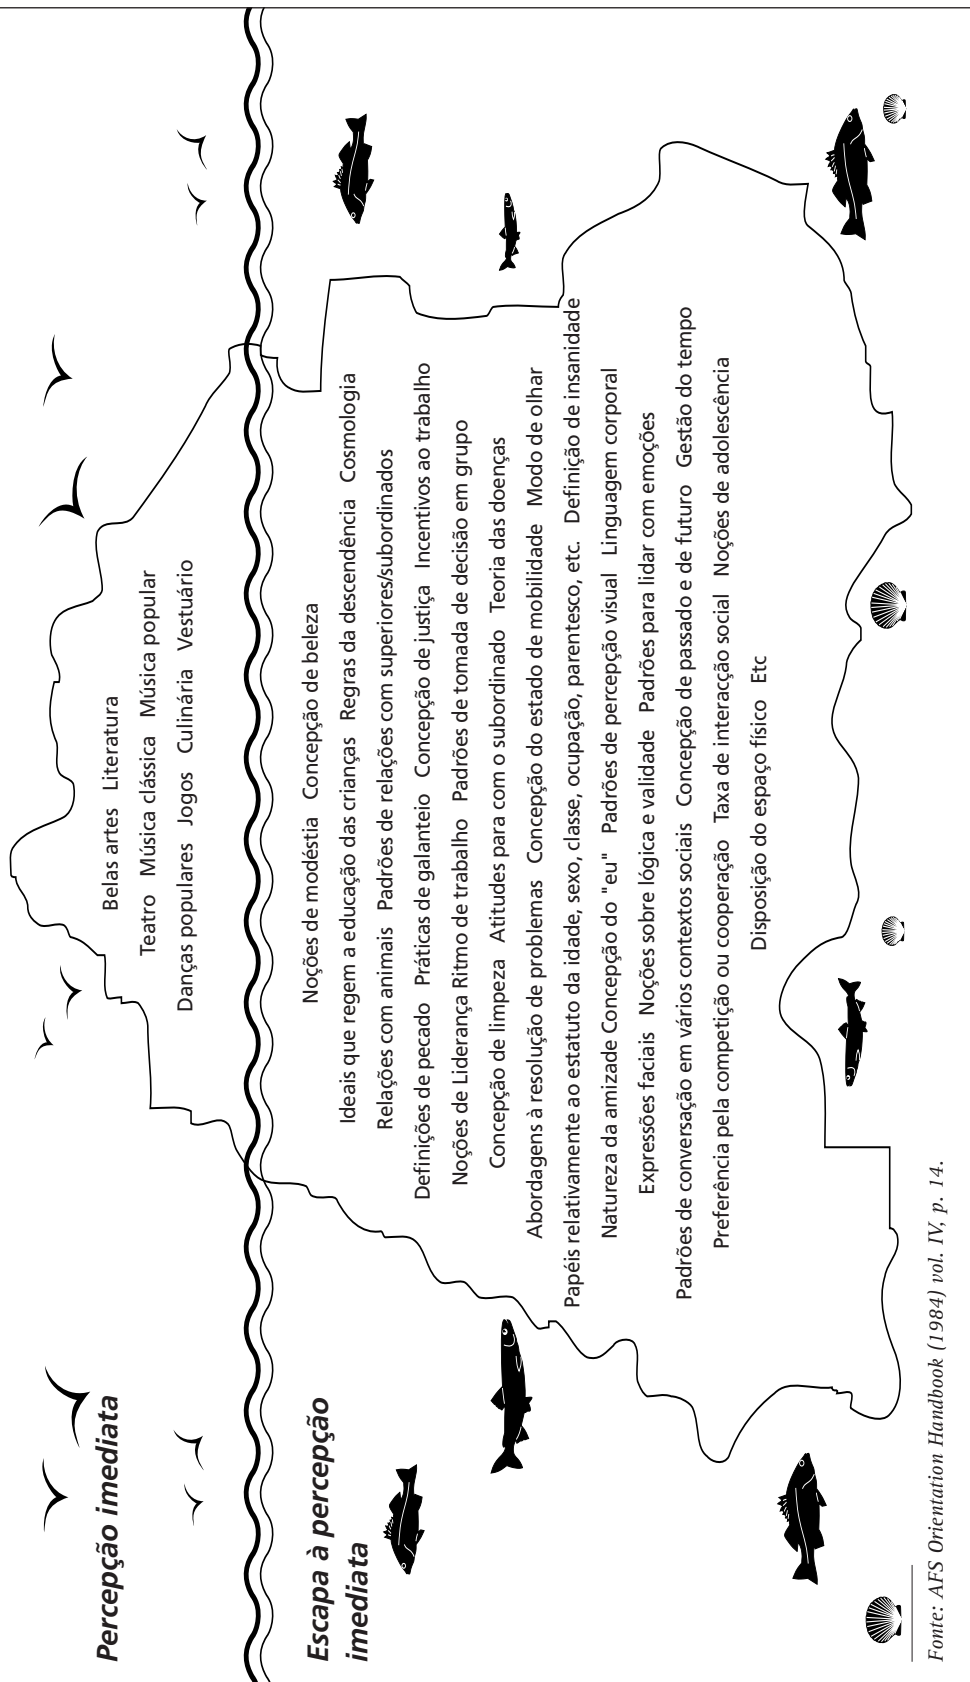 Percepção imediata
Belas artes Literatura
Teatro Música clássica Música popular
Danças populares Jogos Culinária Vestuário
Escapa à percepção
imediata
Noções de modéstia Concepção de beleza
Ideais que regem a educação das crianças Regras da descendência Cosmologia
Relações com animais Padrões de relações com superiores/subordinados
Definições de pecado Práticas de galanteio Concepção de justiça Incentivos ao trabalho
Noções de Liderança Ritmo de trabalho Padrões de tomada de decisão em grupo
Concepção de limpeza Atitudes para com o subordinado Teoria das doenças
Abordagens à resolução de problemas Concepção do estado de mobilidade Modo de olhar
Papéis relativamente ao estatuto da idade, sexo, classe, ocupação, parentesco, etc. Definição de insanidade
Natureza da amizade Concepção do "eu" Padrões de percepção visual Linguagem corporal
Expressões faciais Noções sobre lógica e validade Padrões para lidar com emoções
Padrões de conversação em vários contextos sociais Concepção de passado e de futuro Gestão do tempo
Preferência pela competição ou cooperação Taxa de interacção social Noções de adolescência
Disposição do espaço físico Etc
Fonte: AFS Orientation Handbook (1984) vol. IV, p. 14.